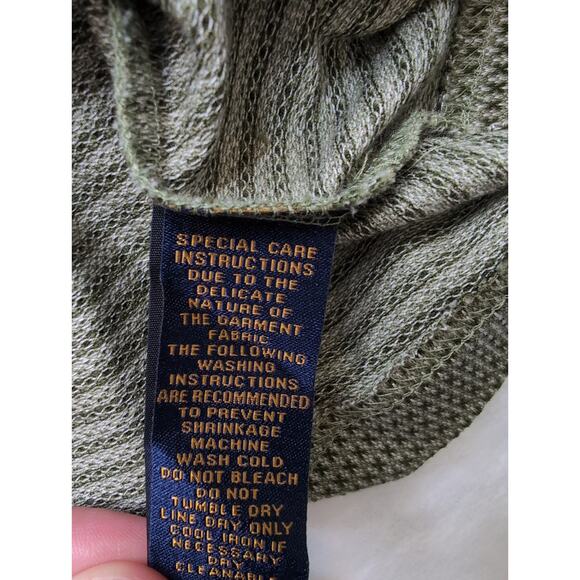 SPECIAL CARE
INSTRUCTIONS
DUE TO THE
DELICATE
NATURE OF
THE GARMENT
FABRIC
THE FOLLOWING
WASHING
INSTRUCTIONS
ARE RECOMMENDED
TO PREVENT
SHRINKAGE
MACHINE
WASH COLD
DO NOT BLEACH
DO NOT
TUMBLE DRY
LINE DRY ONLY
COOL IRON IF
NECESSARY
DRY
CLEANABLE